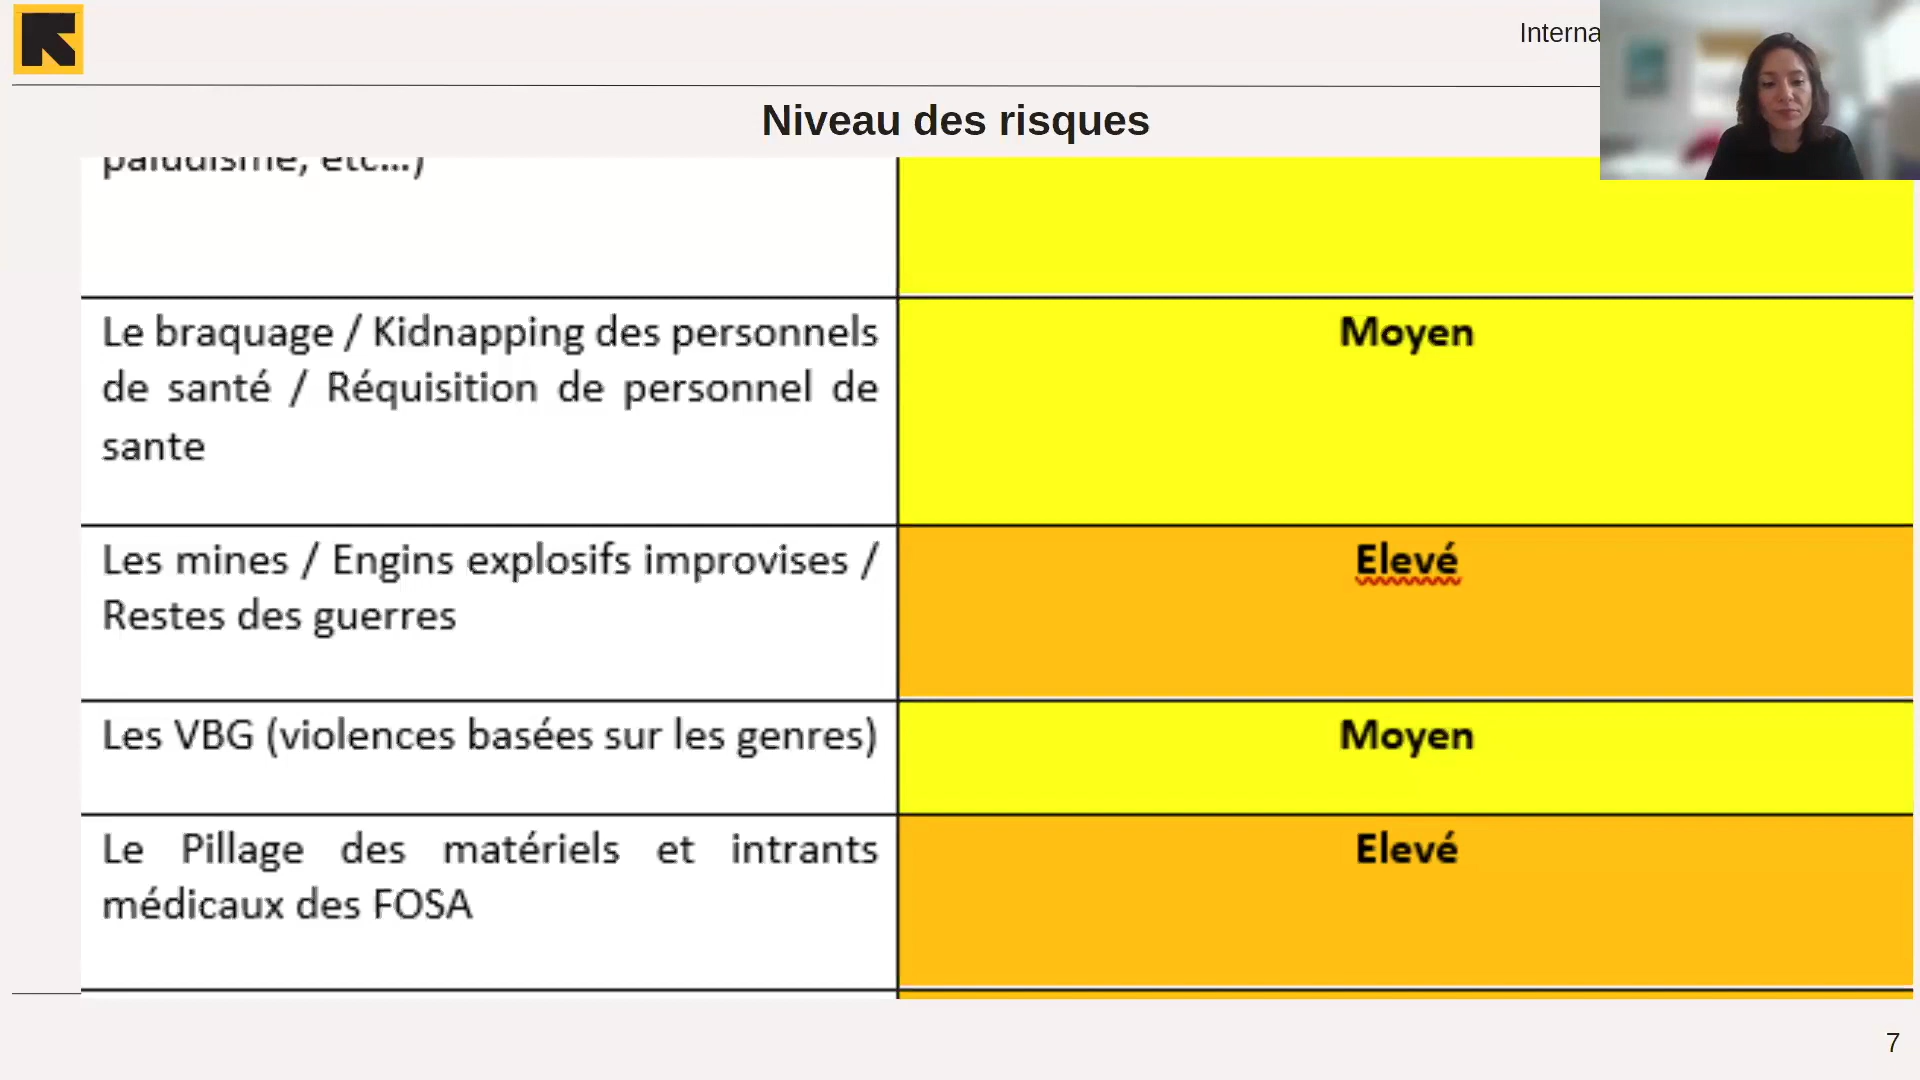 Interna
Niveau des risques
paludisme, etc...)
Le braquage / Kidnapping des personnels
de santé / Réquisition de personnel de
sante
Moyen
Les mines / Engins explosifs improvises /
Restes des guerres
Elevé
Les VBG (violences basées sur les genres)
Moyen
Le Pillage des matériels et intrants
médicaux des FOSA
Elevé
7